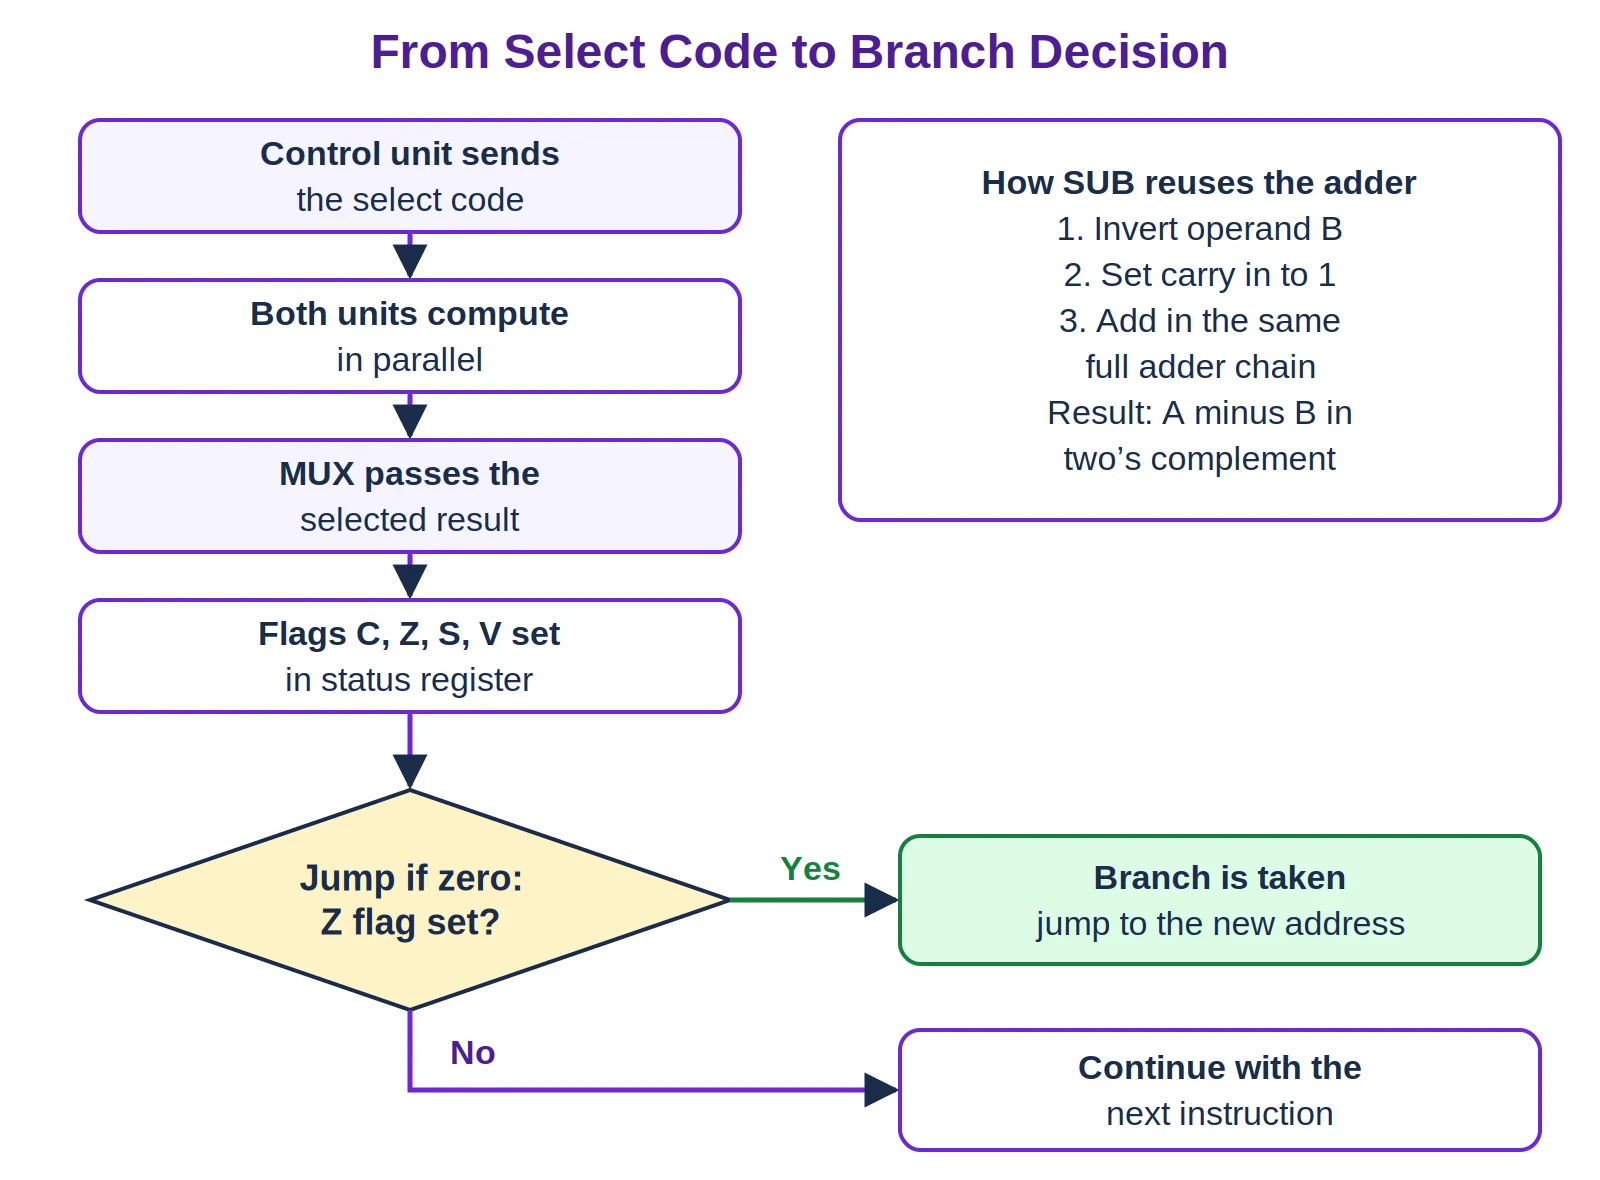 From Select Code to Branch Decision
Control unit sends
the select code
Both units compute
in parallel
MUX passes the
selected result
Flags C, Z, S, V set
in status register
How SUB reuses the adder
1. Invert operand B
2. Set carry in to 1
3. Add in the same
full adder chain
Result: A minus B in
two’s complement
Jump if zero:
Z flag set?
Yes
Branch is taken
jump to the new address
No
Continue with the
next instruction